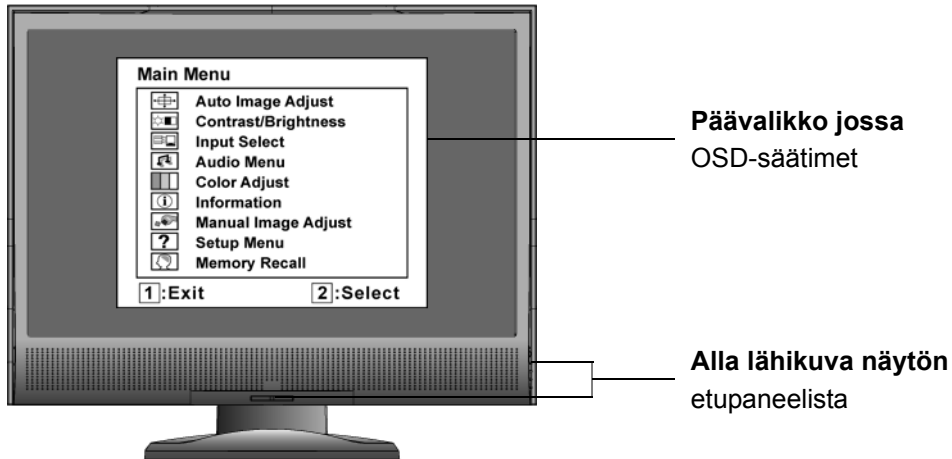 Main Menu
Auto Image Adjust
Contrast/Brightness
Input Select
Audio Menu
Color Adjust
Information
Manual Image Adjust
? Setup Menu
Memory Recall
1:Exit 2:Select
Päävalikko jossa
OSD-säätimet
Alla lähikuva näytön
etupaneelista